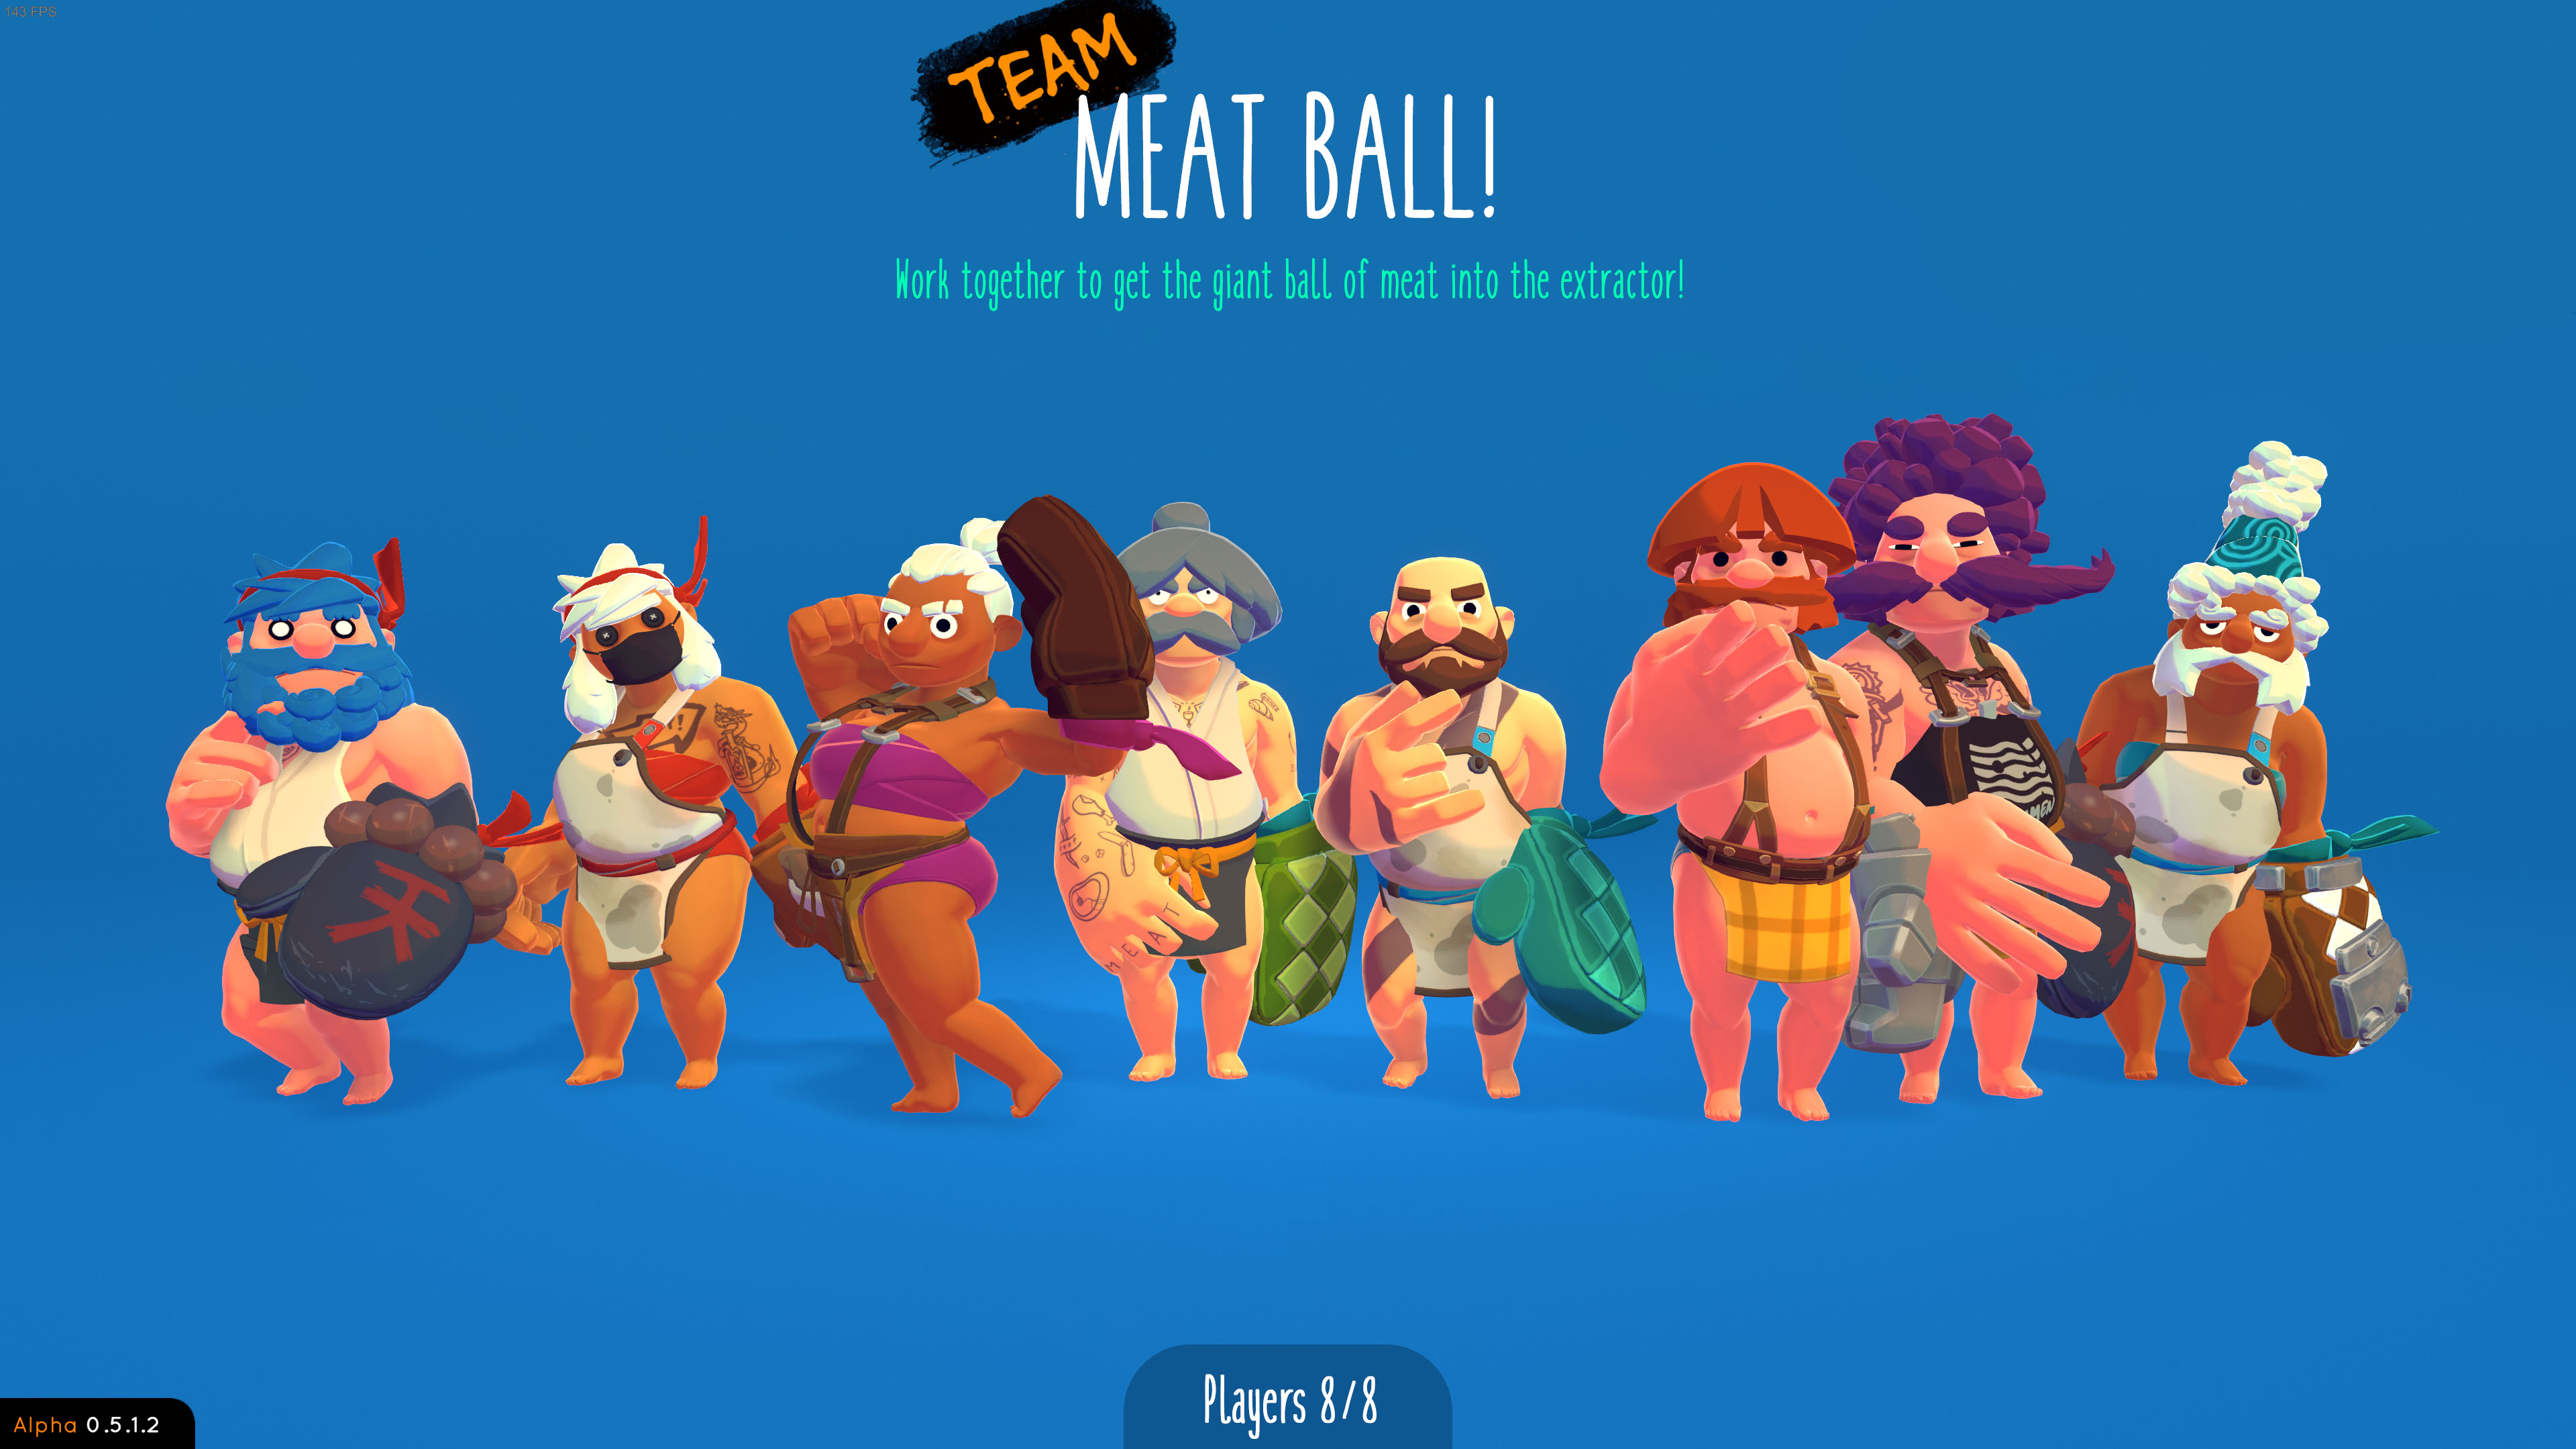 143 FPS
TEAM
MEAT BALL!
Work together to get the giant ball of meat into the extractor!
MEAT
Players 8/8
Alpha 0.5.1.2